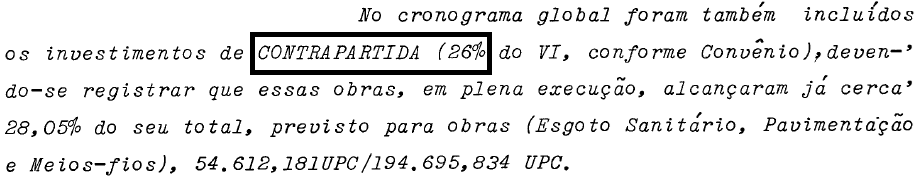 No cronograma global foram também incluídos
os investimentos de CONTRAPARTIDA (26% do VI, conforme Convênio),deven-'
do-se registrar que essas obras, em plena execução, alcançaram já cerca'
28,05% do seu total, previsto para obras (Esgoto Sanitário, Pavimentação
e Meios-fios), 54.612,181UPC/194.695,834 UPC.